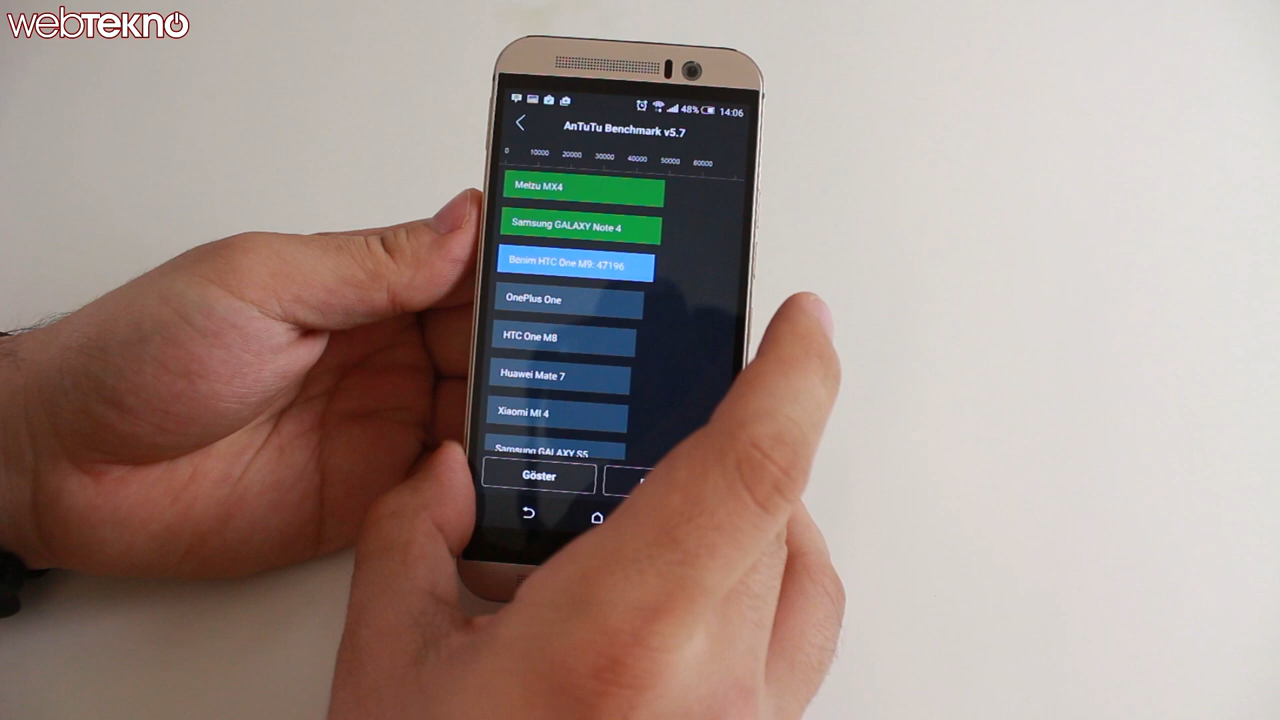 webTEKNO
48% 14:06
AnTuTu Benchmark v5.7
0 10000 20000 30000 40000 50000 60000
Meizu MX4
Samsung GALAXY Note 4
Benim HTC One M9: 47196
OnePlus One
HTC One M8
Huawei Mate 7
Xiaomi MI 4
Samsung GALAXY S5
Göster